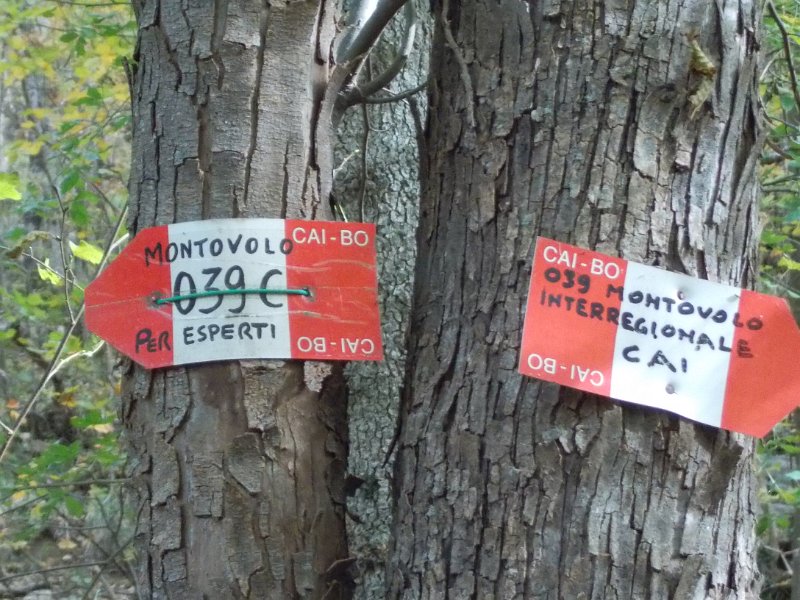 MONTOVOLO
CAI-BO
039 C
PER ESPERTI
CAI-BO
CAI-BO
039 MONTOVOLO
INTERREGIONALE
CAI
CAI-BO